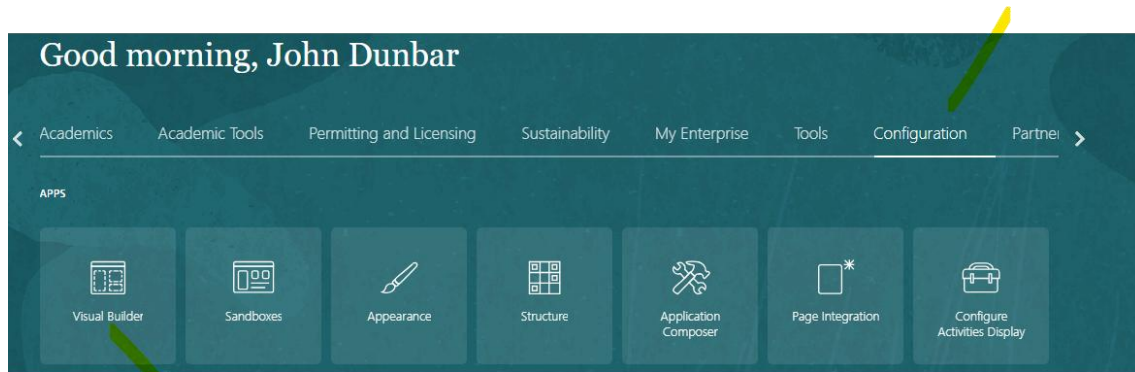 Good morning, John Dunbar
Academics Academic Tools Permitting and Licensing Sustainability My Enterprise Tools Configuration Partner
APPS
Visual Builder Sandboxes Appearance Structure Application Composer Page Integration Configure Activities Display